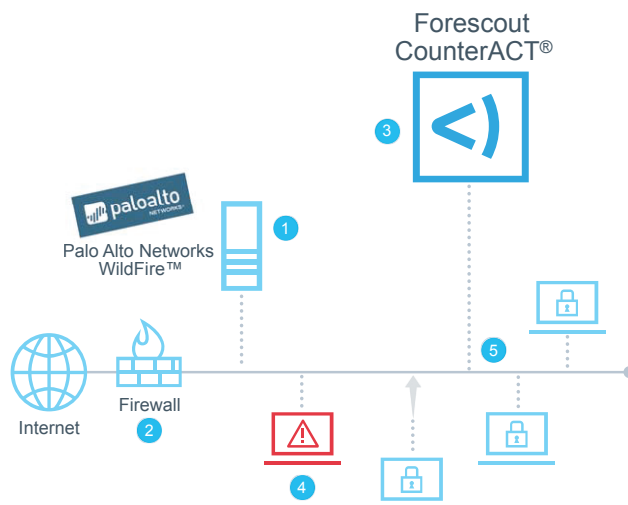 Forescout
CounterACT®
3
paloalto
NETWORKS®
1
Palo Alto Networks
WildFire™
5
Internet
Firewall
2
4